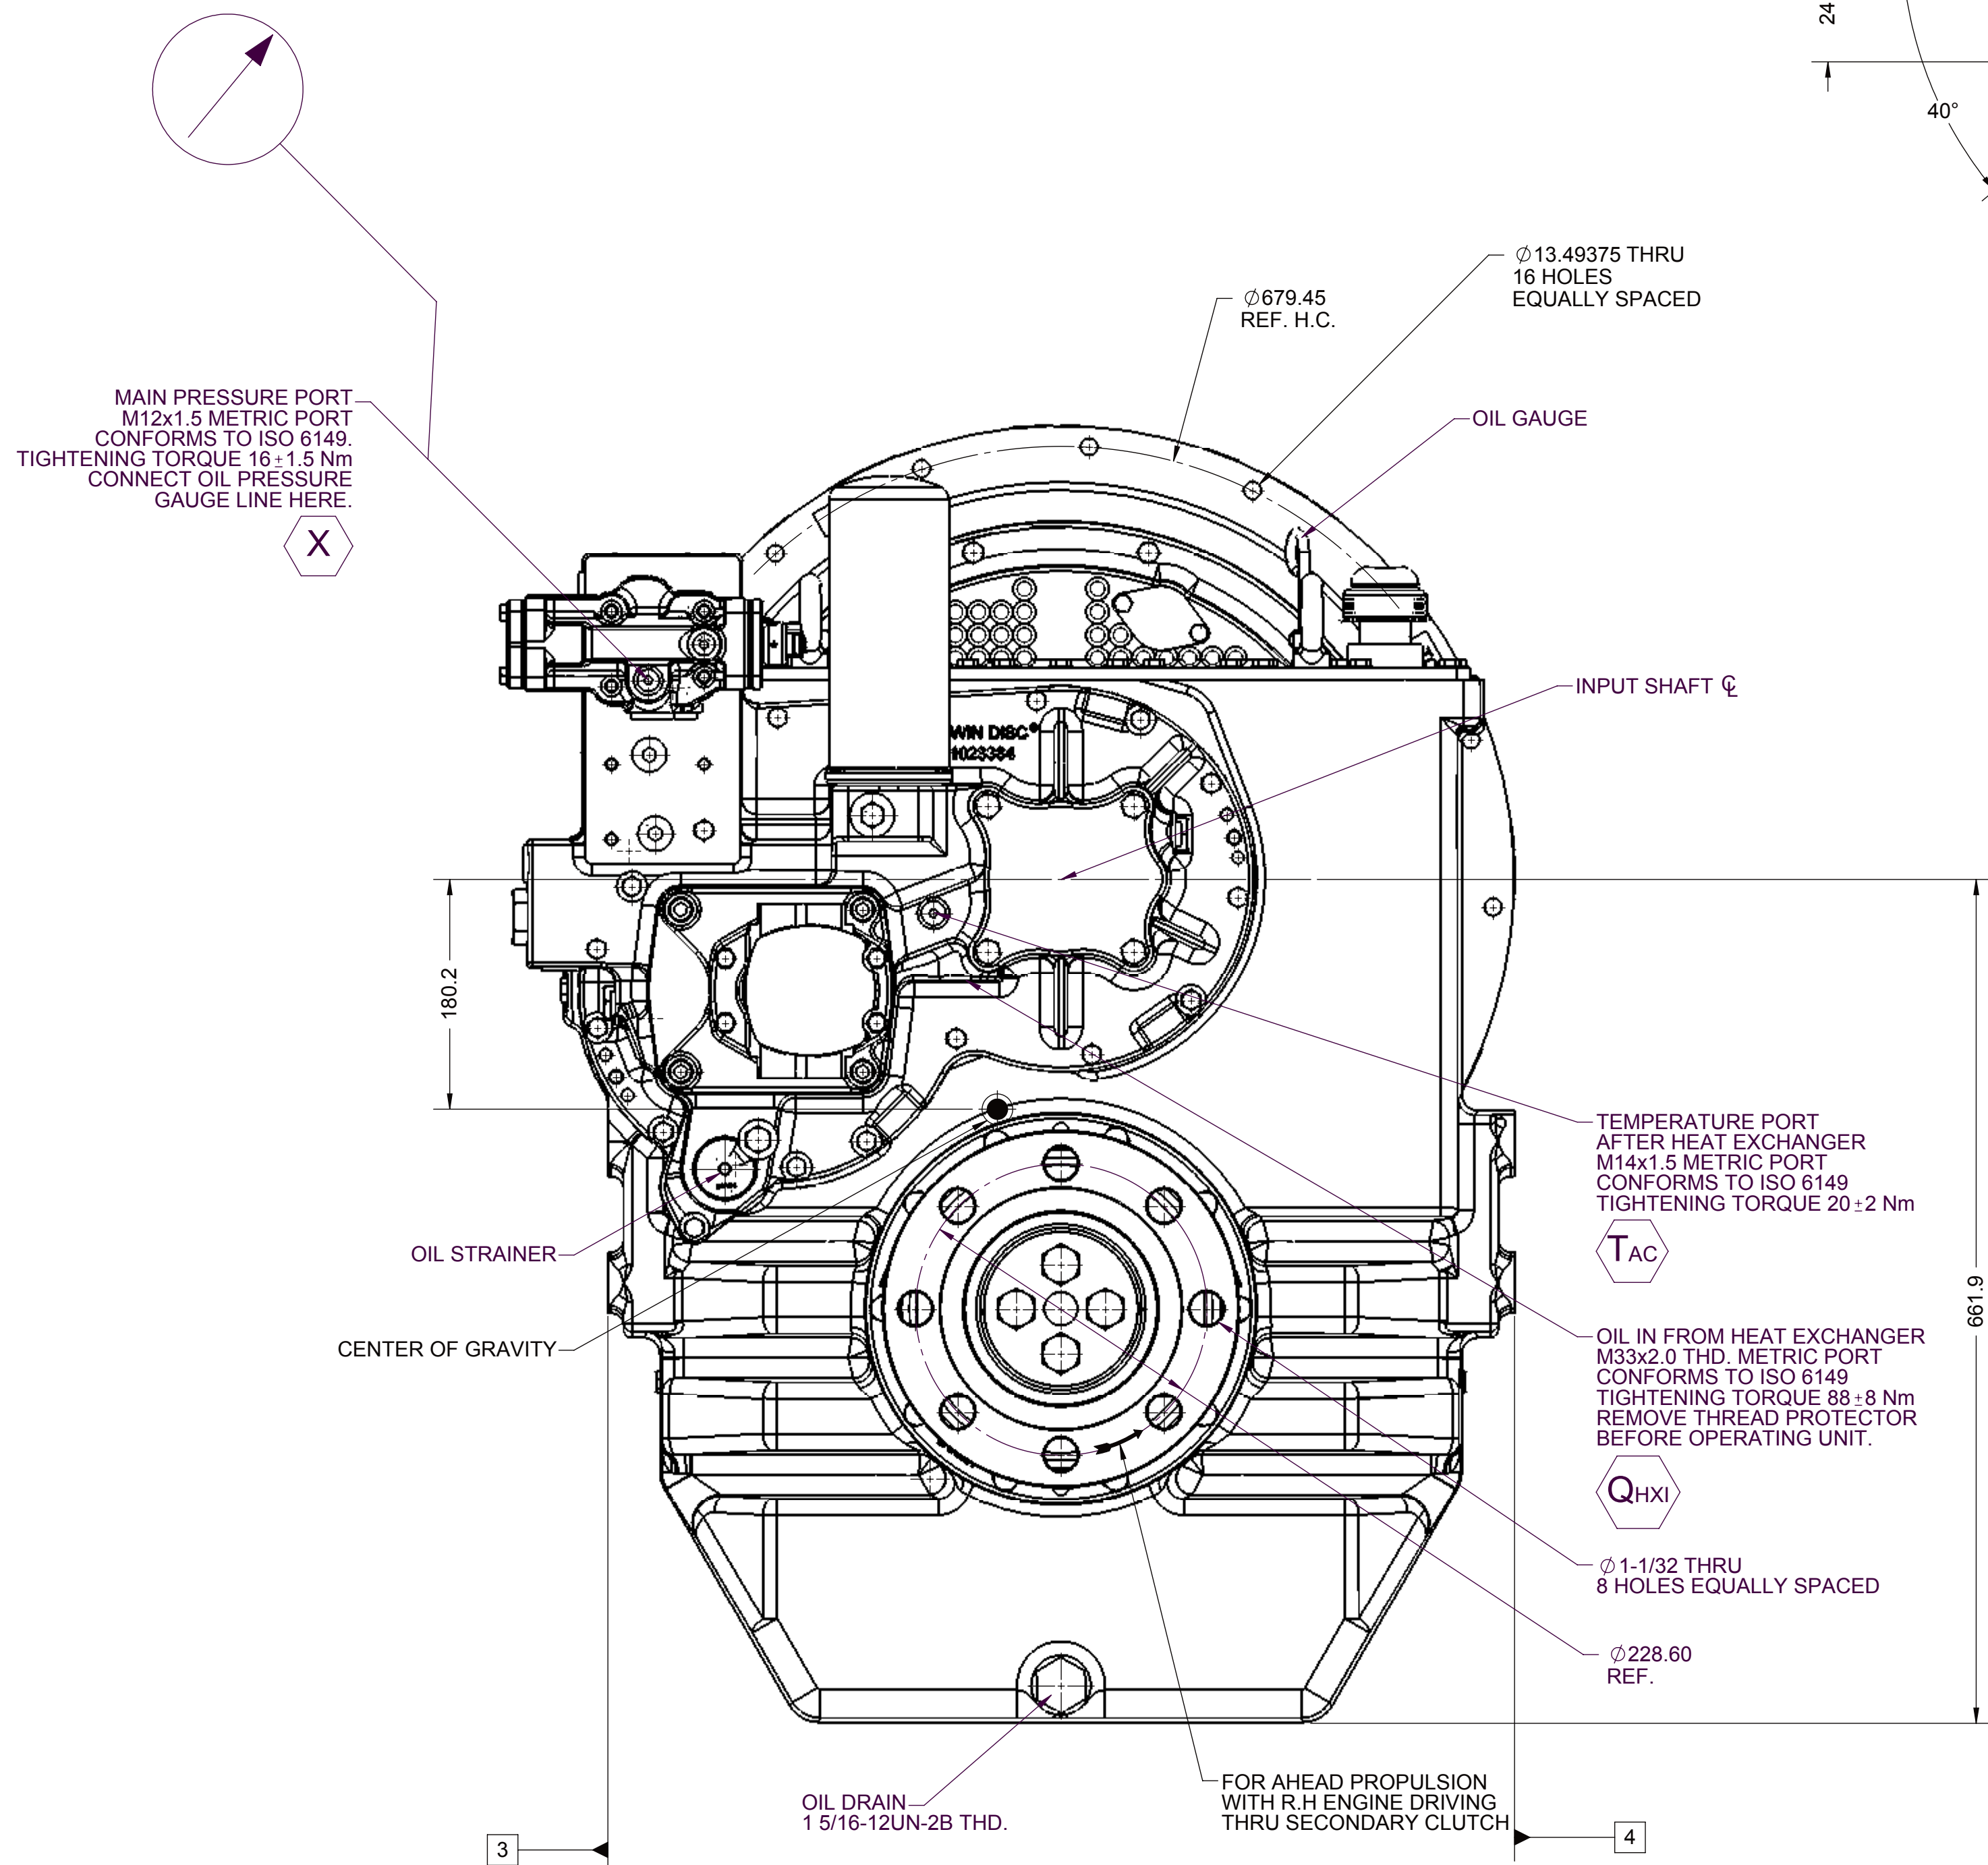 24
40°
⌀13.49375 THRU
16 HOLES
EQUALLY SPACED
⌀679.45
REF. H.C.
MAIN PRESSURE PORT
M12x1.5 METRIC PORT
CONFORMS TO ISO 6149.
TIGHTENING TORQUE 16±1.5 Nm
CONNECT OIL PRESSURE
GAUGE LINE HERE.
X
OIL GAUGE
INPUT SHAFT ℄
WIN DISC®
1023384
180.2
TEMPERATURE PORT
AFTER HEAT EXCHANGER
M14x1.5 METRIC PORT
CONFORMS TO ISO 6149
TIGHTENING TORQUE 20±2 Nm
TAC
OIL STRAINER
CENTER OF GRAVITY
661.9
OIL IN FROM HEAT EXCHANGER
M33x2.0 THD. METRIC PORT
CONFORMS TO ISO 6149
TIGHTENING TORQUE 88±8 Nm
REMOVE THREAD PROTECTOR
BEFORE OPERATING UNIT.
QHXI
⌀1-1/32 THRU
8 HOLES EQUALLY SPACED
⌀228.60
REF.
OIL DRAIN
1 5/16-12UN-2B THD.
FOR AHEAD PROPULSION
WITH R.H ENGINE DRIVING
THRU SECONDARY CLUTCH
3
4